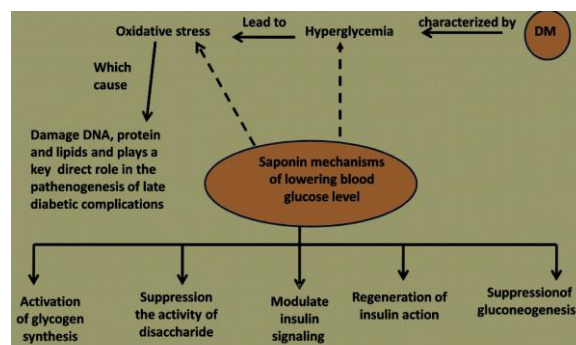 Oxidative stress
Lead to
Hyperglycemia
characterized by
DM
Which
cause
Damage DNA, protein
and lipids and plays a
key direct role in the
pathenogenesis of late
diabetic complications
Saponin mechanisms
of lowering blood
glucose level
Activation
of glycogen
synthesis
Suppression
the activity of
disaccharide
Modulate
insulin
signaling
Regeneration of
insulin action
Suppressionof
gluconeogenesis